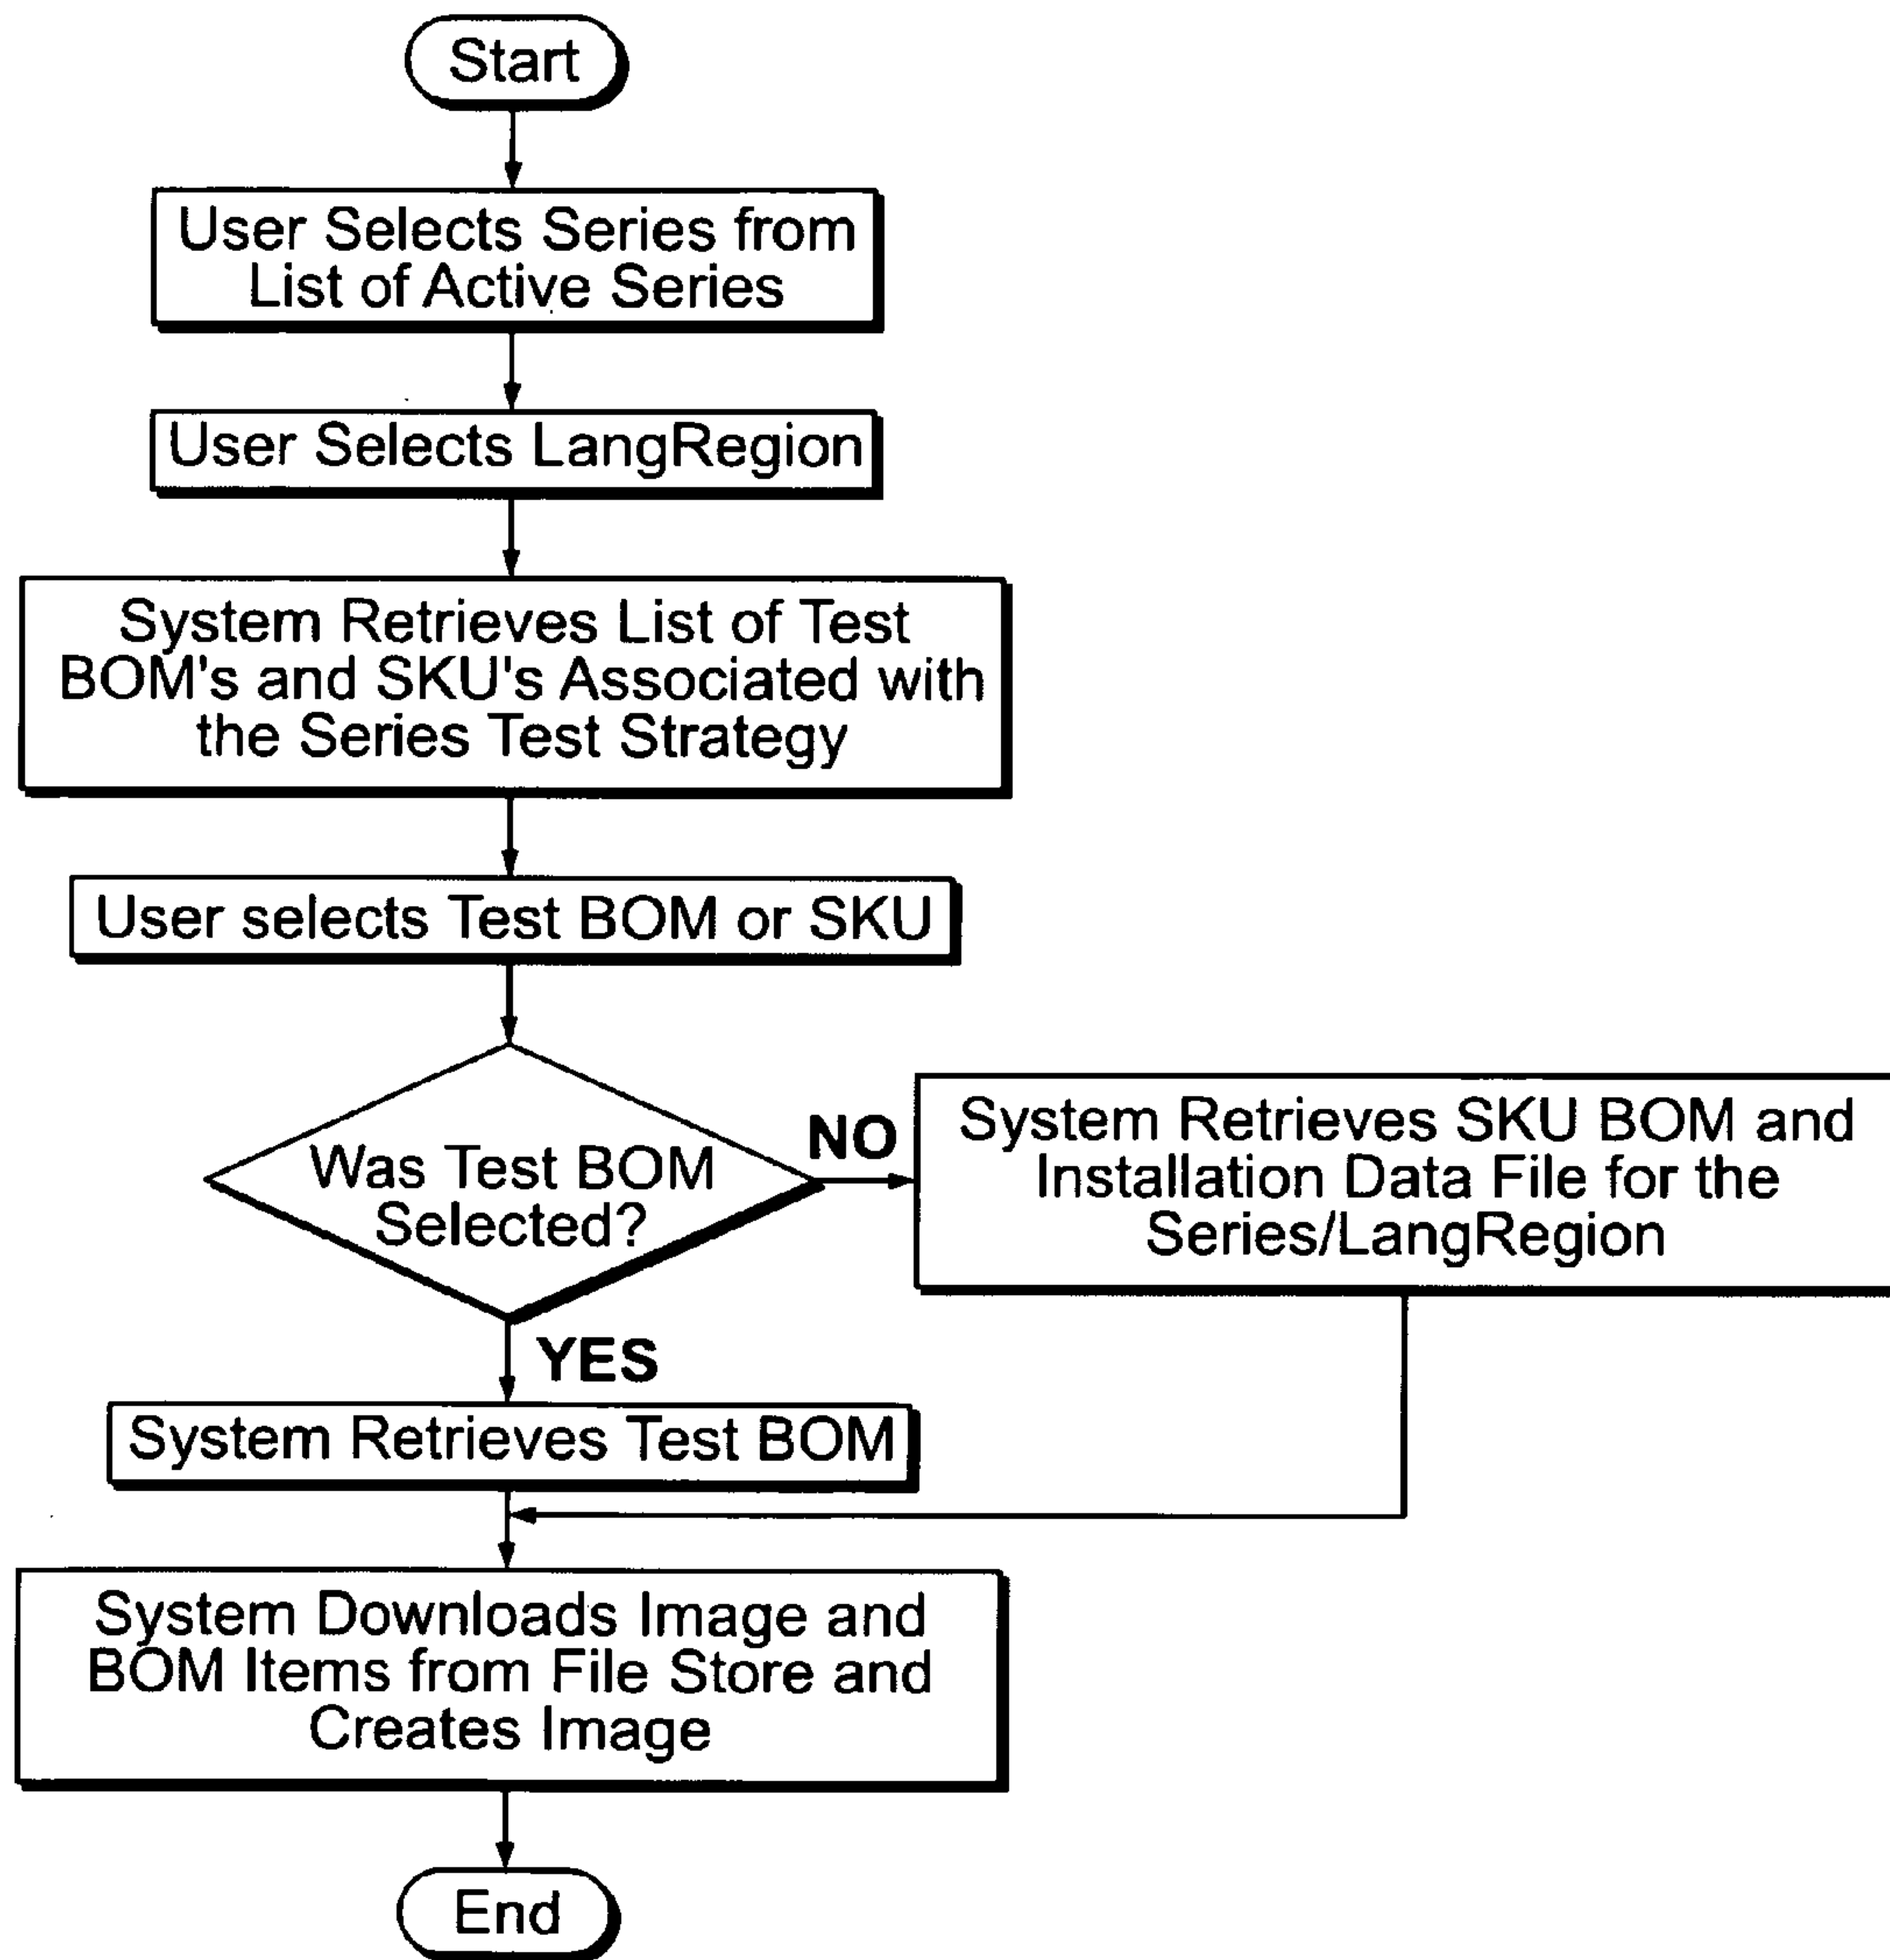 Start
User Selects Series from
List of Active Series
User Selects LangRegion
System Retrieves List of Test
BOM's and SKU's Associated with
the Series Test Strategy
User selects Test BOM or SKU
Was Test BOM
Selected?
NO
System Retrieves SKU BOM and
Installation Data File for the
Series/LangRegion
YES
System Retrieves Test BOM
System Downloads Image and
BOM Items from File Store and
Creates Image
End